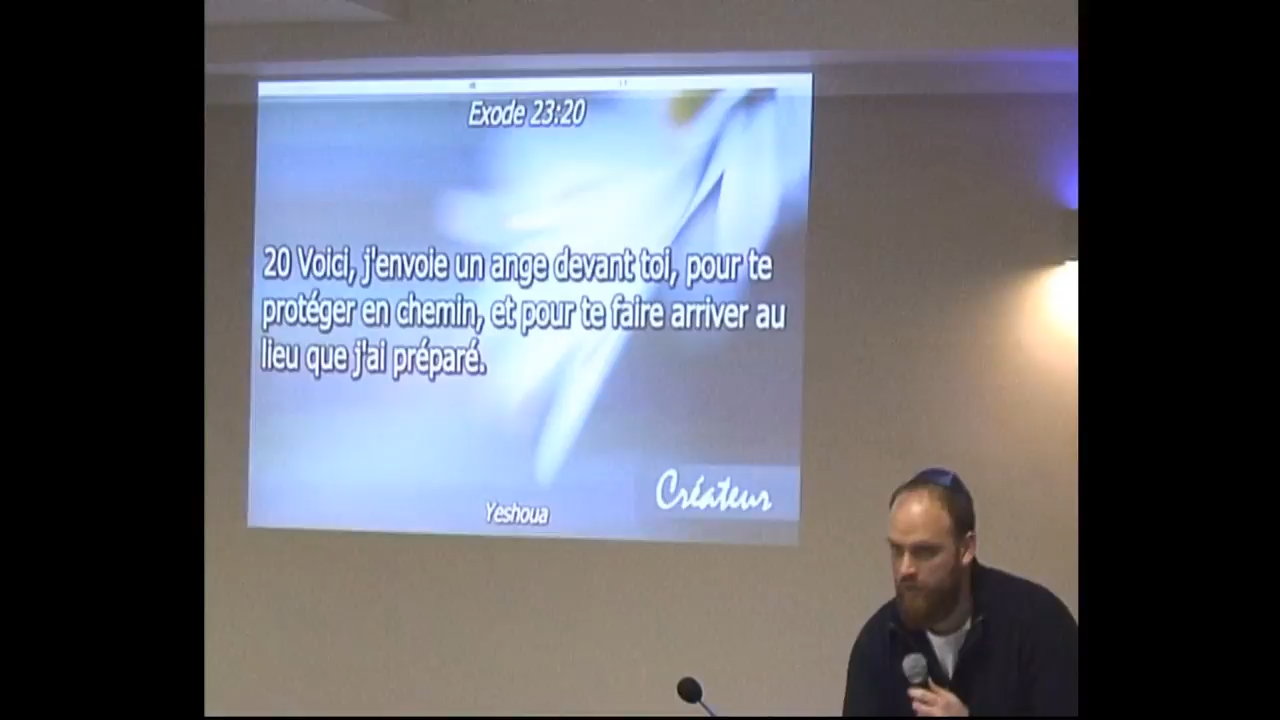 Exode 23:20
20 Voici, j'envoie un ange devant toi, pour te
protéger en chemin, et pour te faire arriver au
lieu que j'ai préparé.
Créateur
Yeshoua